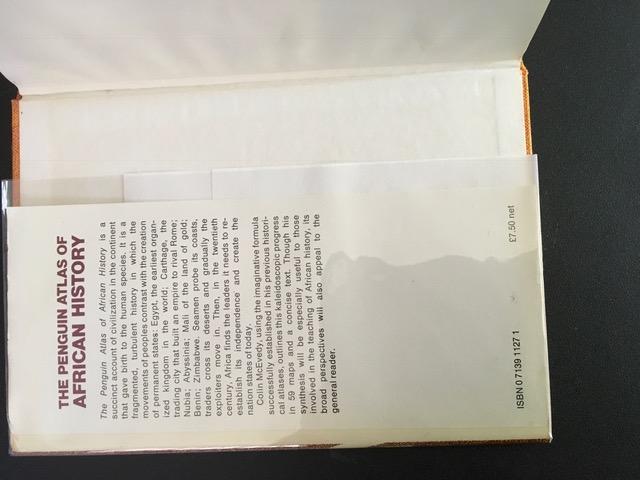 THE PENGUIN ATLAS OF
AFRICAN HISTORY
The Penguin Atlas of African History is a
succinct account of civilization in the continent
that gave birth to the human species. It is a
fragmented, turbulent history in which the
movements of peoples contrast with the creation
of permanent states: Egypt, the earliest organ-
ized kingdom in the world; Carthage, the
trading city that built an empire to rival Rome;
Nubia; Abyssinia; Mali of the land of gold;
Benin; Zimbabwe. Seamen probe its coasts,
traders cross its deserts and gradually the
exploiters move in. Then, in the twentieth
century, Africa finds the leaders it needs to re-
establish its independence and create the
nation states of today.
Colin McEvedy, using the imaginative formula
successfully established in his previous histori-
cal atlases, outlines this kaleidoscopic progress
in 59 maps and a concise text. Though his
synthesis will be especially useful to those
involved in the teaching of African history, its
broad perspectives will also appeal to the
general reader.
£7.50 net
ISBN 0 7139 1127 1